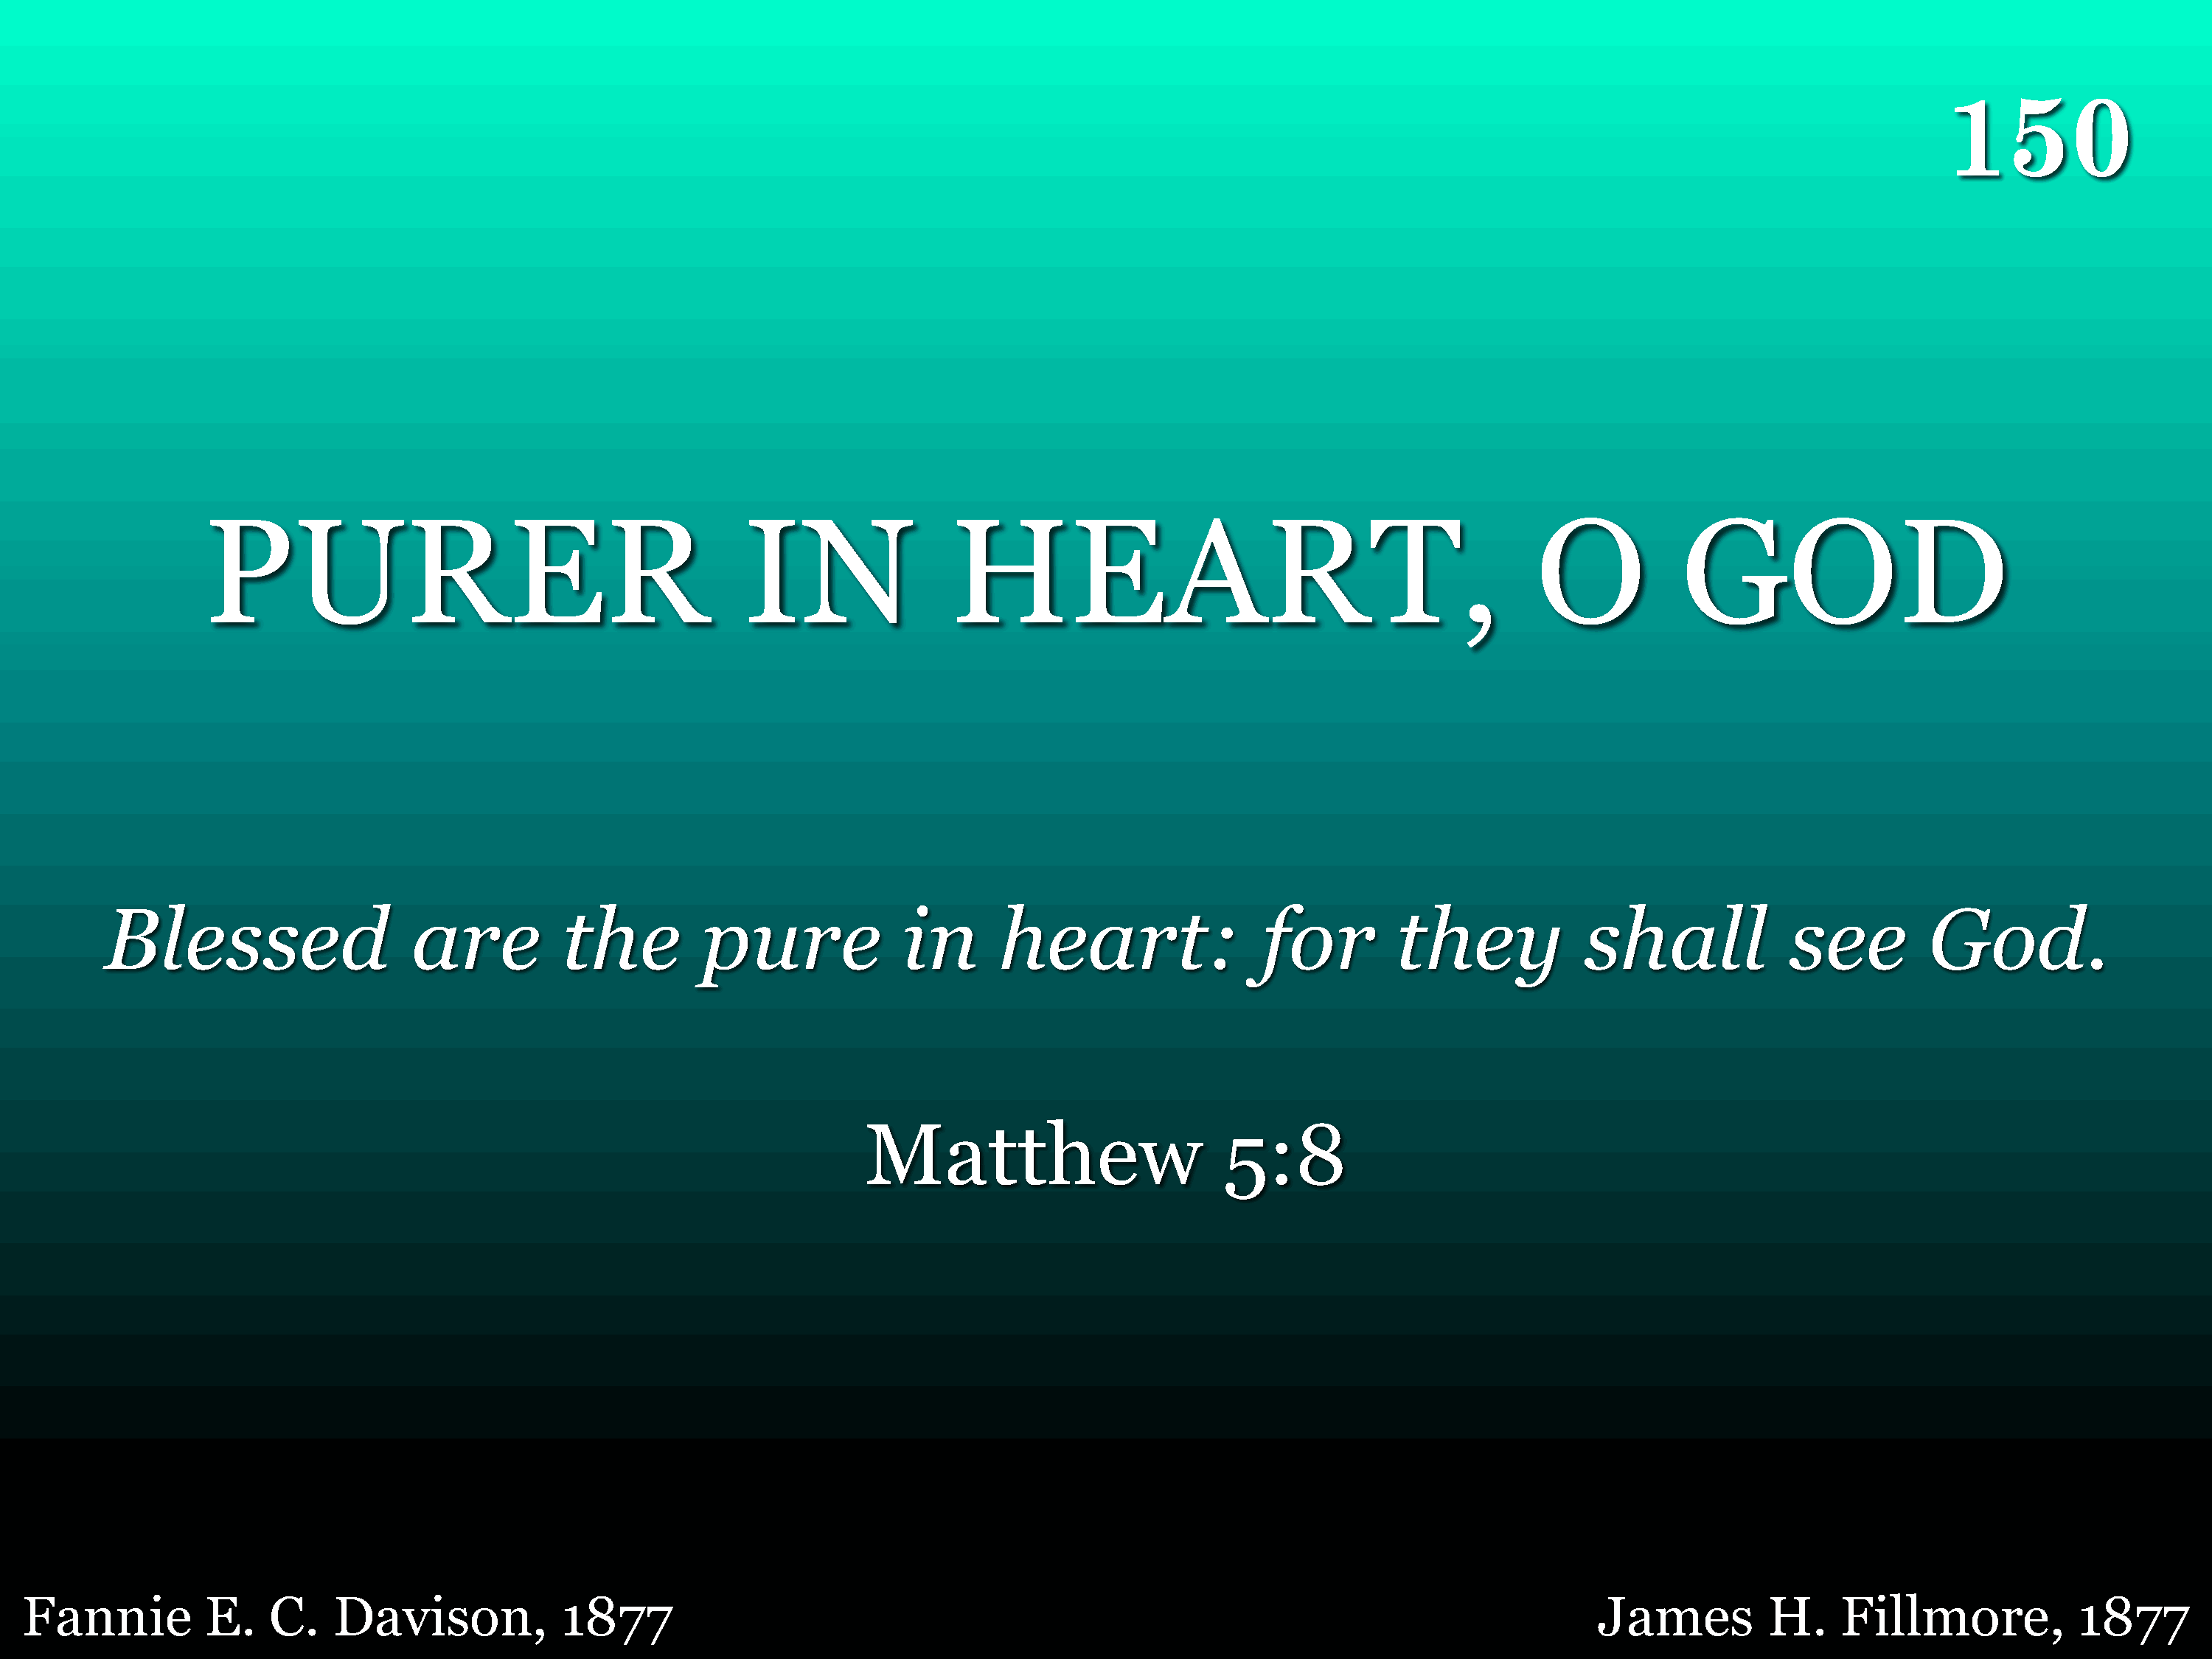 150
PURER IN HEART, O GOD
Blessed are the pure in heart: for they shall see God.
Matthew 5:8
Fannie E. C. Davison, 1877
James H. Fillmore, 1877